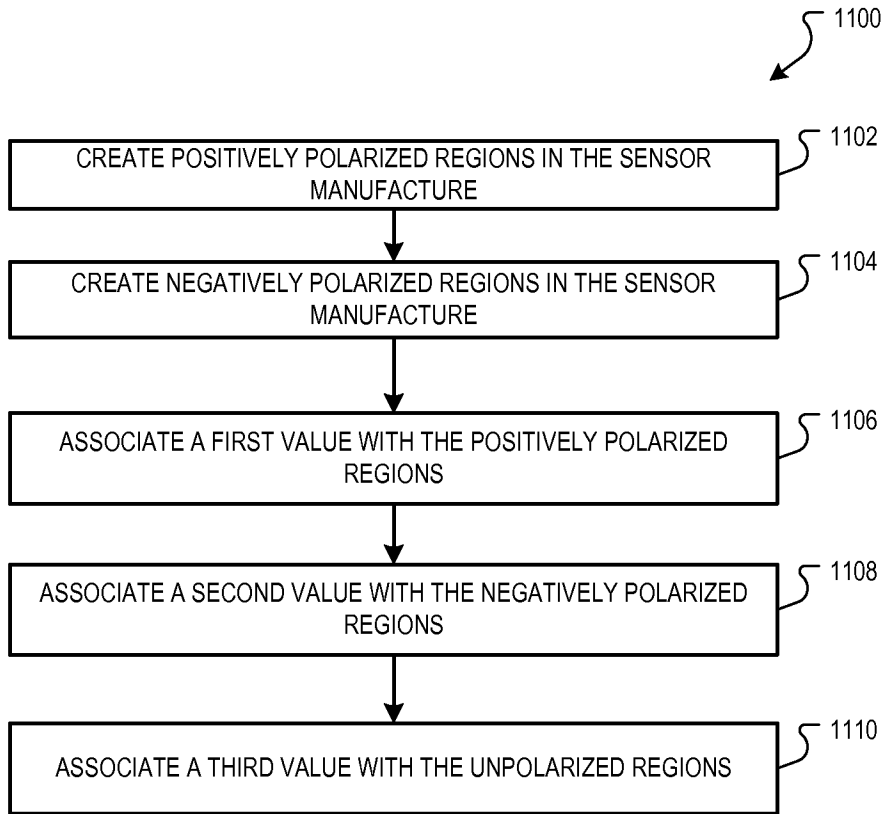 1100
1102
CREATE POSITIVELY POLARIZED REGIONS IN THE SENSOR
MANUFACTURE
1104
CREATE NEGATIVELY POLARIZED REGIONS IN THE SENSOR
MANUFACTURE
1106
ASSOCIATE A FIRST VALUE WITH THE POSITIVELY POLARIZED
REGIONS
1108
ASSOCIATE A SECOND VALUE WITH THE NEGATIVELY POLARIZED
REGIONS
1110
ASSOCIATE A THIRD VALUE WITH THE UNPOLARIZED REGIONS